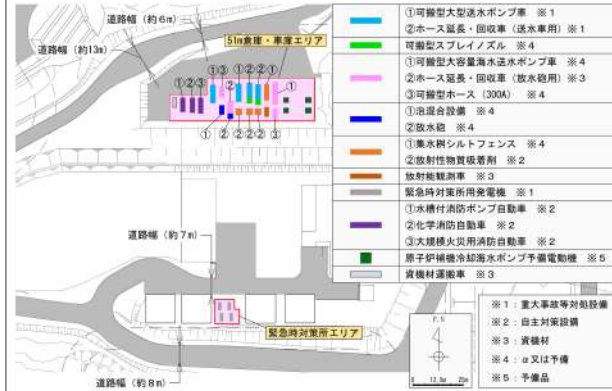 道路幅（約6m）
道路幅（約13m）
51m倉庫・車庫エリア
①②③
①③①②②①
②
①②②②②③
道路幅（約7m）
緊急時対策所エリア
道路幅（約8m）
①可搬型大型送水ポンプ車　※1
②ホース延長・回収車（送水車用）※1
可搬型スプレイノズル　※4
①可搬型大容量海水送水ポンプ車　※4
②ホース延長・回収車（放水砲用）※3
③可搬型ホース（300A）　※4
①泡混合設備　※4
②放水砲　※4
①集水桝シルトフェンス　※4
②放射性物質吸着剤　※2
放射能観測車　※3
緊急時対策所用発電機　※1
①水槽付消防ポンプ自動車　※2
②化学消防自動車　※2
③大規模火災用消防自動車　※2
原子炉補機冷却海水ポンプ予備電動機　※5
資機材運搬車　※3
※1：重大事故等対処設備
※2：自主対策設備
※3：資機材
※4：α又は予備
※5：予備品
P.N
0　12.5m　25m